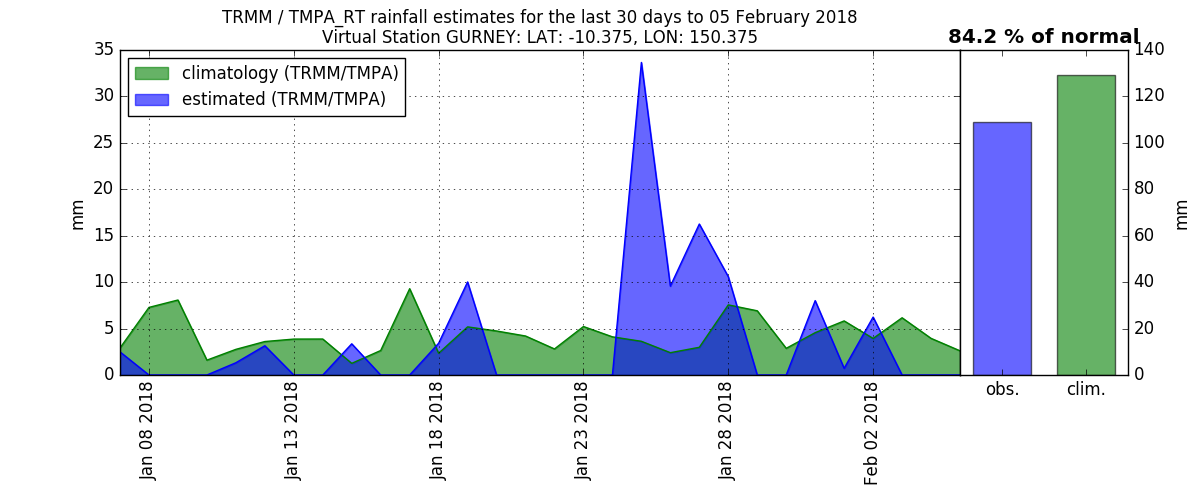 TRMM / TMPA_RT rainfall estimates for the last 30 days to 05 February 2018
Virtual Station GURNEY: LAT: -10.375, LON: 150.375
84.2 % of normal
climatology (TRMM/TMPA)
estimated (TRMM/TMPA)
mm
35
30
25
20
15
10
5
0
Jan 08 2018
Jan 13 2018
Jan 18 2018
Jan 23 2018
Jan 28 2018
Feb 02 2018
obs.
clim.
140
120
100
80
60
40
20
0
mm